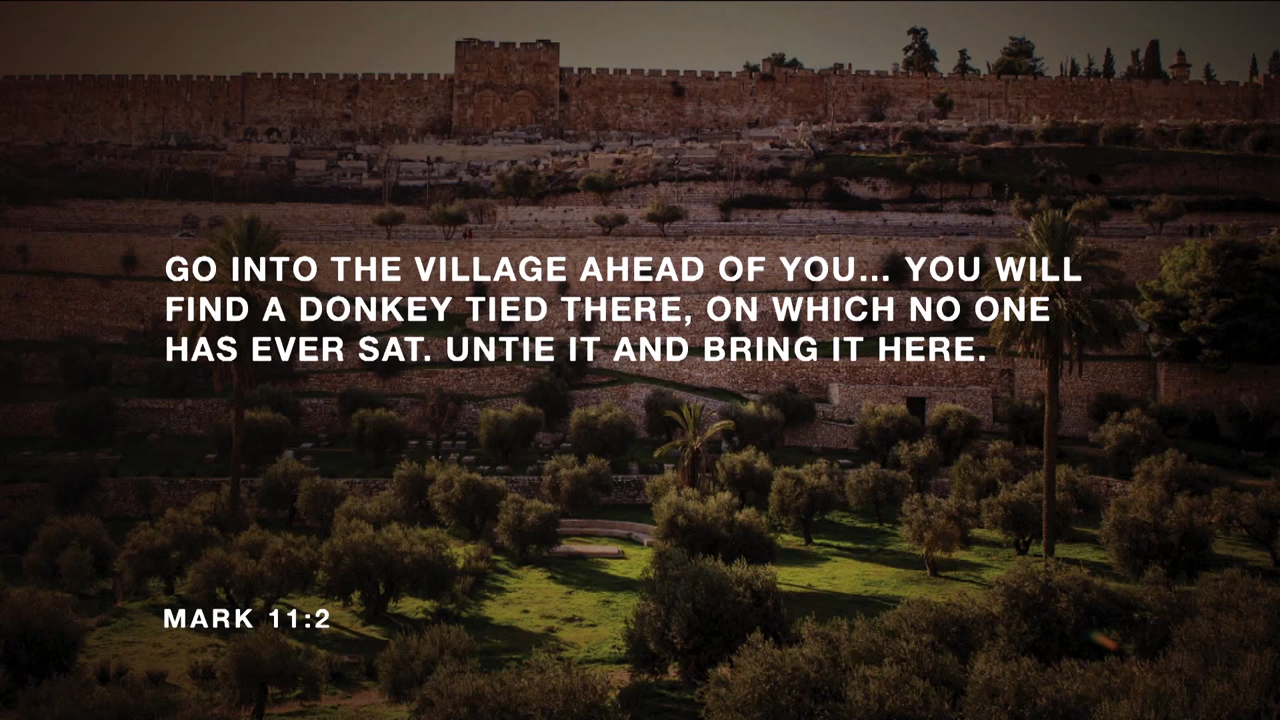 GO INTO THE VILLAGE AHEAD OF YOU... YOU WILL
FIND A DONKEY TIED THERE, ON WHICH NO ONE
HAS EVER SAT. UNTIE IT AND BRING IT HERE.
MARK 11:2